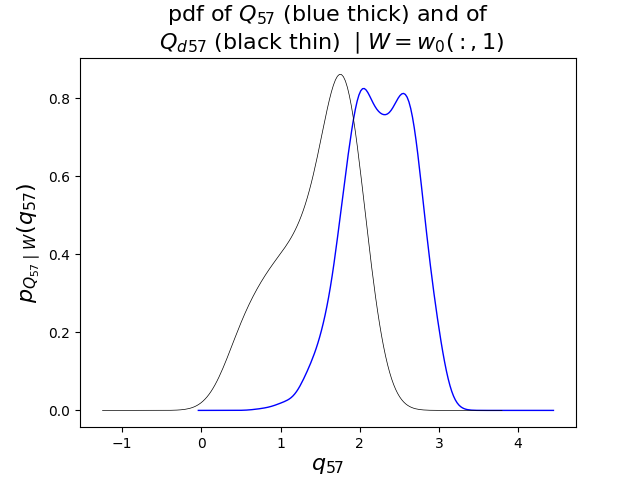 pdf of Q57 (blue thick) and of
Qd57 (black thin) | W = w0(:,1)
pQ57 | W(q57)
0.8
0.6
0.4
0.2
0.0
−1 0 1 2 3 4
q57